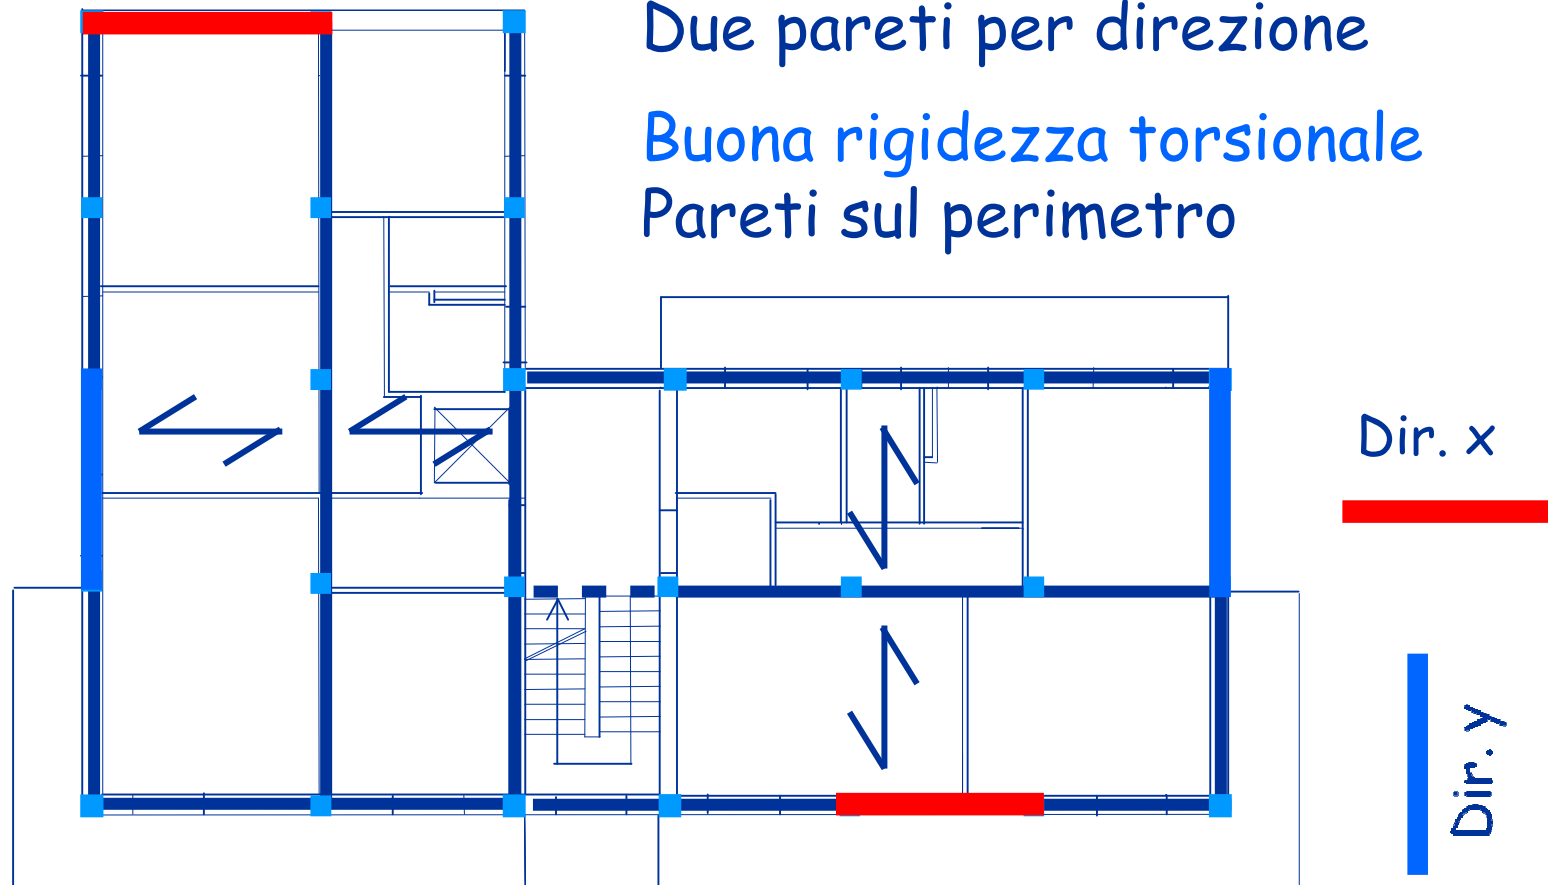 Due pareti per direzione
Buona rigidezza torsionale
Pareti sul perimetro
Dir. x
Dir. y